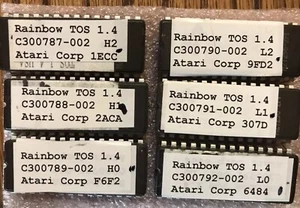 Rainbow TOS 1.4
C300787-002 H2
Atari Corp 1ECC
Rainbow TOS 1.4
C300790-002 L2
Atari Corp 9FD2
Rainbow TOS 1.4
C300788-002 H1
Atari Corp 2ACA
Rainbow TOS 1.4
C300791-002 L1
Atari Corp 307D
Rainbow TOS 1.4
C300789-002 H0
Atari Corp F6F2
Rainbow TOS 1.4
C300792-002 L0
Atari Corp 6484